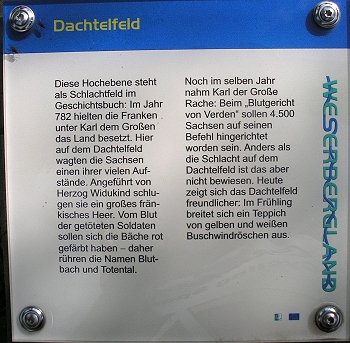 Dachtelfeld
Diese Hochebene steht
als Schlachtfeld im
Geschichtsbuch: Im Jahr
782 hielten die Franken
unter Karl dem Großen
das Land besetzt. Hier
auf dem Dachtelfeld
wagten die Sachsen
einen ihrer vielen Auf-
stände. Angeführt von
Herzog Widukind schlu-
gen sie ein großes frän-
kisches Heer. Vom Blut
der getöteten Soldaten
sollen sich die Bäche rot
gefärbt haben – daher
rühren die Namen Blut-
bach und Totental.
Noch im selben Jahr
nahm Karl der Große
Rache: Beim „Blutgericht
von Verden“ sollen 4.500
Sachsen auf seinen
Befehl hingerichtet
worden sein. Anders als
die Schlacht auf dem
Dachtelfeld ist das aber
nicht bewiesen. Heute
zeigt sich das Dachtelfeld
freundlicher: Im Frühling
breitet sich ein Teppich
von gelben und weißen
Buschwindröschen aus.
WESERBERGLAND